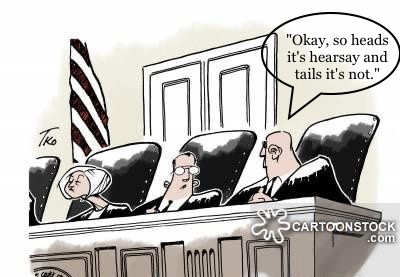 "Okay, so heads
it's hearsay and
tails it's not."
TKO
CARTOONSTOCK
.com